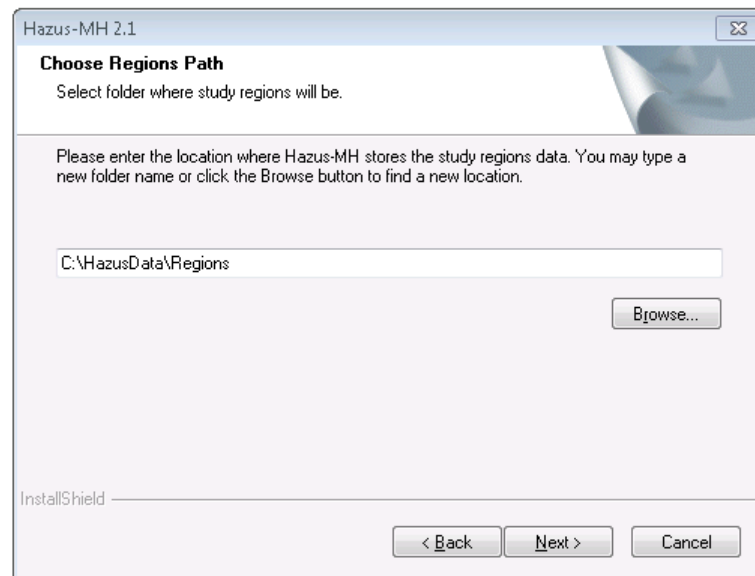 Hazus-MH 2.1
Choose Regions Path
Select folder where study regions will be.
Please enter the location where Hazus-MH stores the study regions data. You may type a
new folder name or click the Browse button to find a new location.
C:\HazusData\Regions
Browse...
InstallShield
< Back
Next >
Cancel